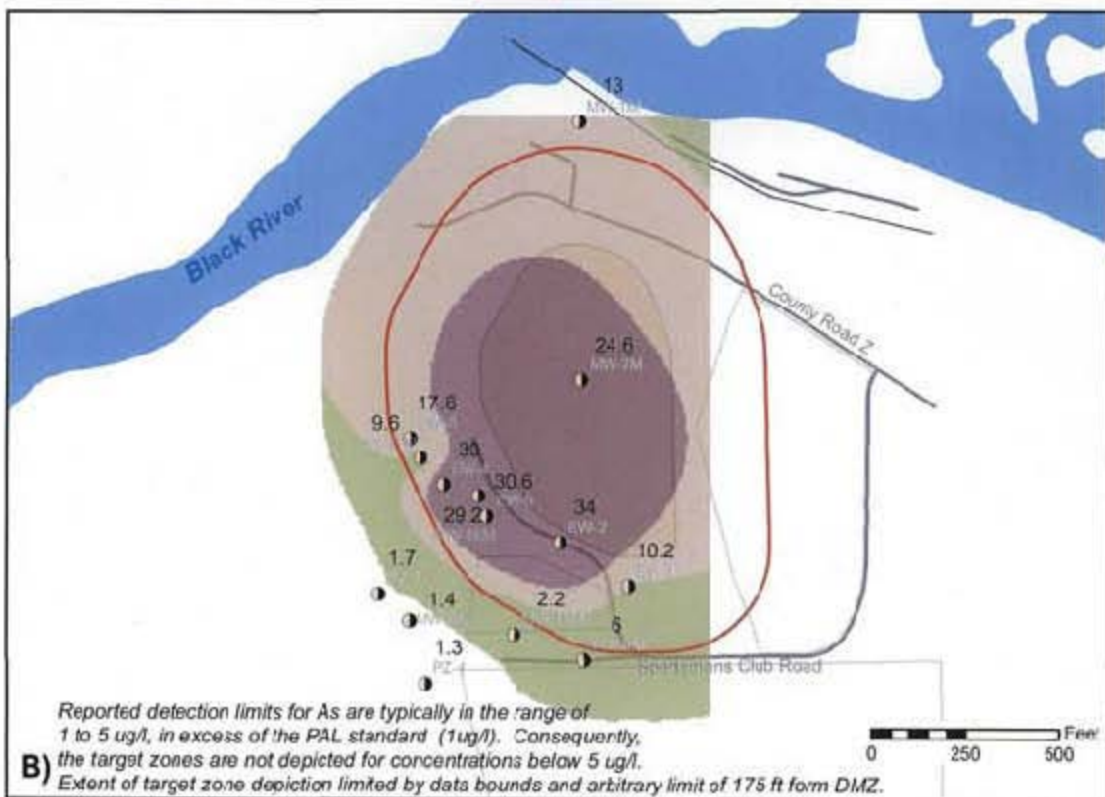 13
Black River
County Road Z
24.6
MW-2M
17.6
9.6
30
30.6
29.2
34
EW-2
10.2
1.7
1.4
2.2
6
1.3
PZ-4
Club Road
Feet
0 250 500
Reported detection limits for As are typically in the range of
1 to 5 ug/l, in excess of the PAL standard (1ug/l). Consequently,
the target zones are not depicted for concentrations below 5 ug/l.
B) Extent of target zone depiction limited by data bounds and arbitrary limit of 175 ft form DMZ.